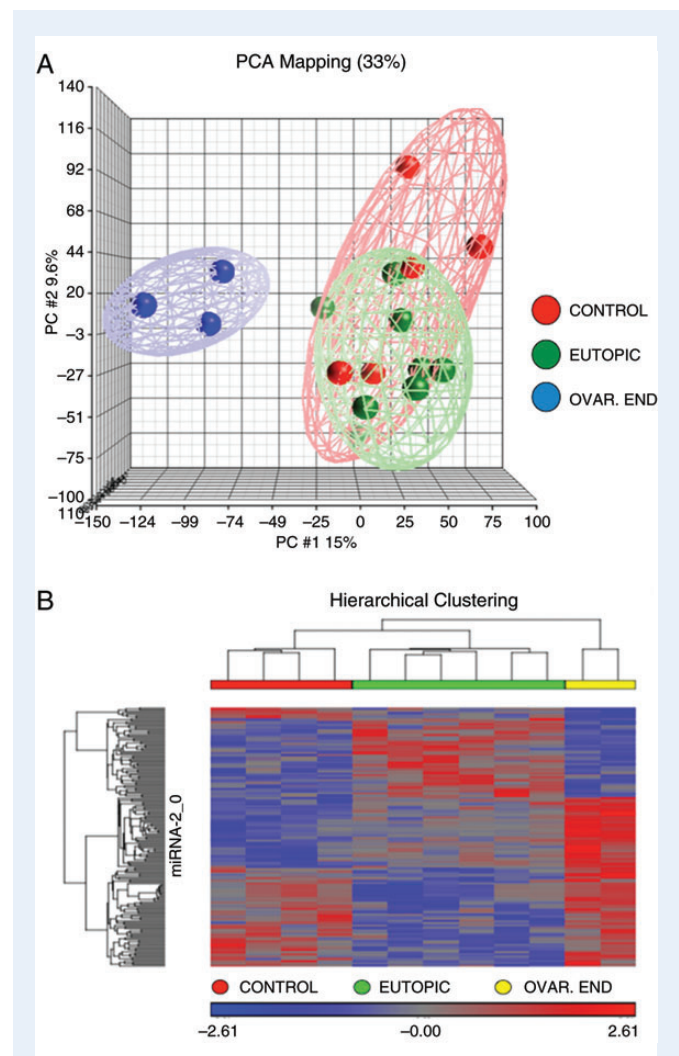 A
PCA Mapping (33%)
140
116
92
68
44
20
−3
−27
−51
−75
−100
PC #2 9.6%
−150 −124 −99 −74 −49 −25 0 25 50 75 100
PC #1 15%
CONTROL
EUTOPIC
OVAR. END
B
Hierarchical Clustering
miRNA-2_0
CONTROL EUTOPIC OVAR. END
−2.61 −0.00 2.61